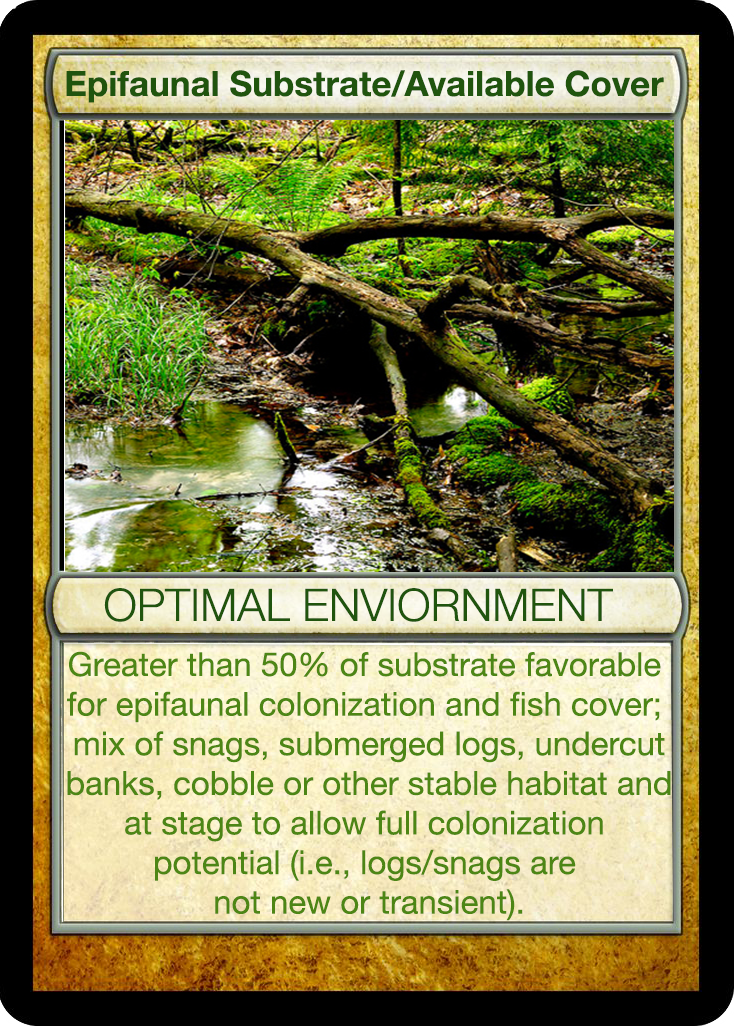 Epifaunal Substrate/Available Cover
OPTIMAL ENVIORNMENT
Greater than 50% of substrate favorable
for epifaunal colonization and fish cover;
mix of snags, submerged logs, undercut
banks, cobble or other stable habitat and
at stage to allow full colonization
potential (i.e., logs/snags are
not new or transient).